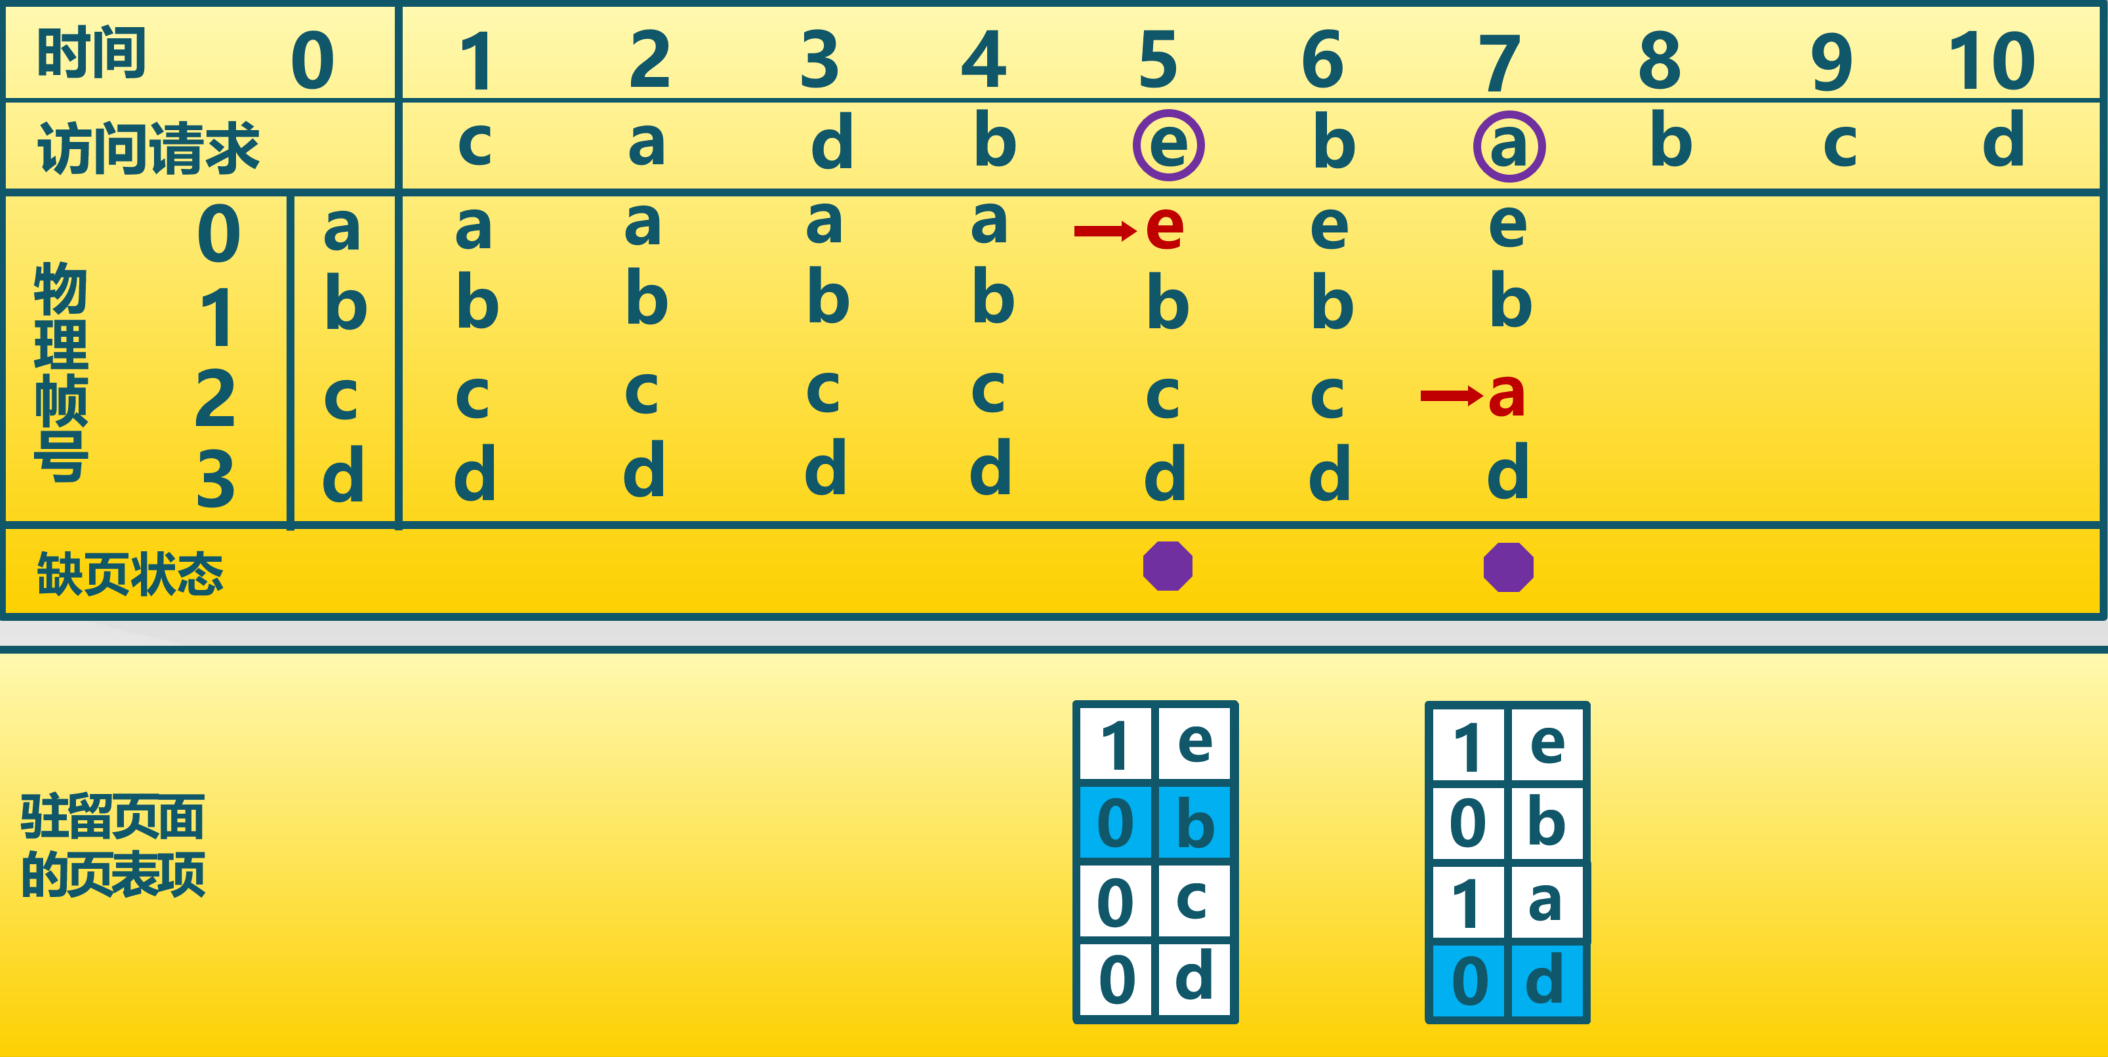 时间 0 1 2 3 4 5 6 7 8 9 10
访问请求 c a d b e b a b c d
物理帧号
0 a a a a a e e e
1 b b b b b b b b
2 c c c c c c c a
3 d d d d d d d d
缺页状态
驻留页面
的页表项
1 e 1 e
0 b 0 b
0 c 1 a
0 d 0 d